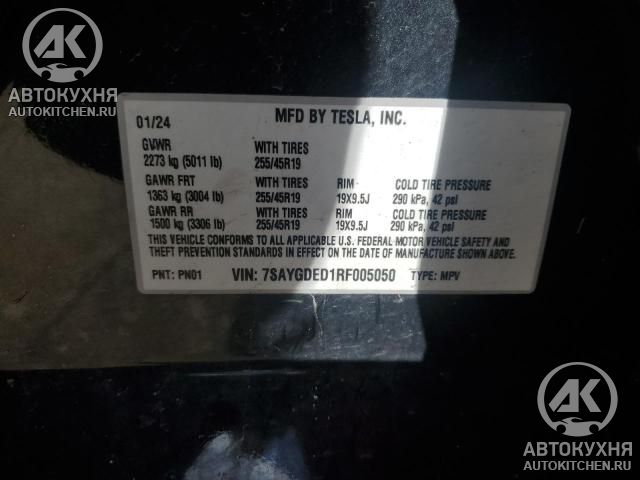 АК
АВТОКУХНЯ
AUTOKITCHEN.RU
01/24 MFD BY TESLA, INC.
GVWR WITH TIRES
2273 kg (5011 lb) 255/45R19
GAWR FRT WITH TIRES RIM COLD TIRE PRESSURE
1363 kg (3004 lb) 255/45R19 19X9.5J 290 kPa, 42 psi
GAWR RR WITH TIRES RIM COLD TIRE PRESSURE
1500 kg (3306 lb) 255/45R19 19X9.5J 290 kPa, 42 psi
THIS VEHICLE CONFORMS TO ALL APPLICABLE U.S. FEDERAL MOTOR VEHICLE SAFETY AND
THEFT PREVENTION STANDARDS IN EFFECT ON THE DATE OF MANUFACTURE SHOWN ABOVE.
PNT: PN01 VIN: 7SAYGDED1RF005050 TYPE: MPV
АК
АВТОКУХНЯ
AUTOKITCHEN.RU